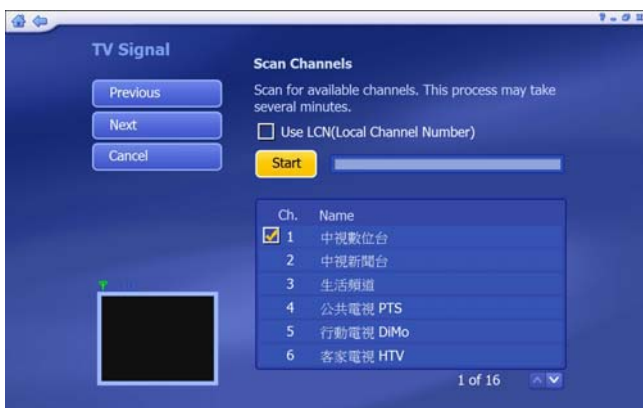 TV Signal
Previous
Next
Cancel
Scan Channels
Scan for available channels. This process may take
several minutes.
Use LCN(Local Channel Number)
Start
Ch. Name
1 中視數位台
2 中視新聞台
3 生活頻道
4 公共電視 PTS
5 行動電視 DiMo
6 客家電視 HTV
1 of 16